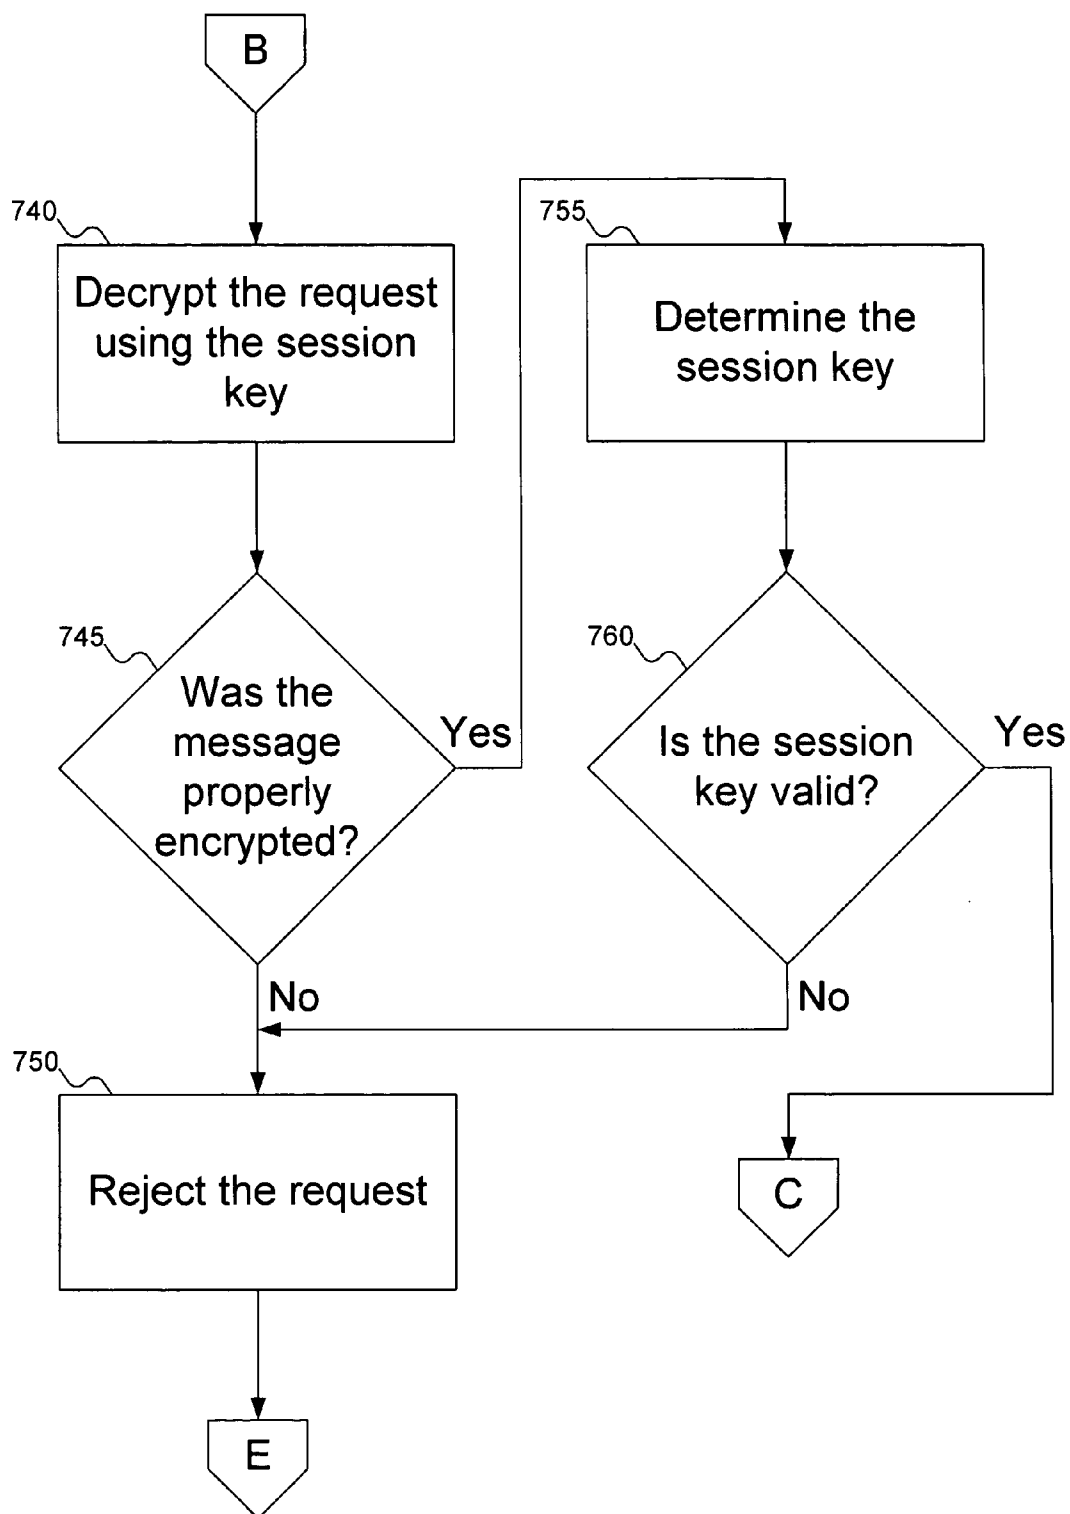 B
740
Decrypt the request
using the session
key
755
Determine the
session key
745
Was the
message
properly
encrypted?
Yes
No
760
Is the session
key valid?
Yes
No
750
Reject the request
C
E